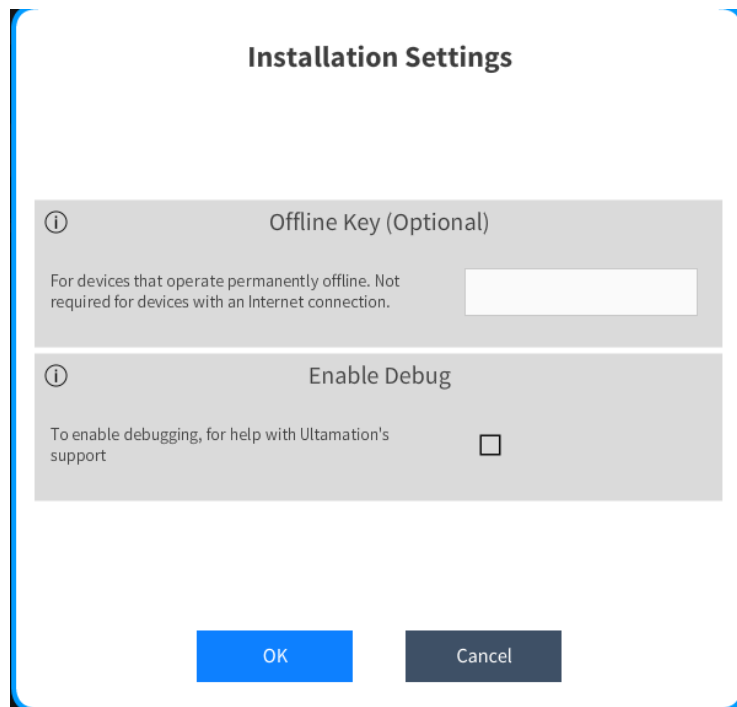 Installation Settings
Offline Key (Optional)
For devices that operate permanently offline. Not
required for devices with an Internet connection.
Enable Debug
To enable debugging, for help with Ultamation's
support
OK
Cancel